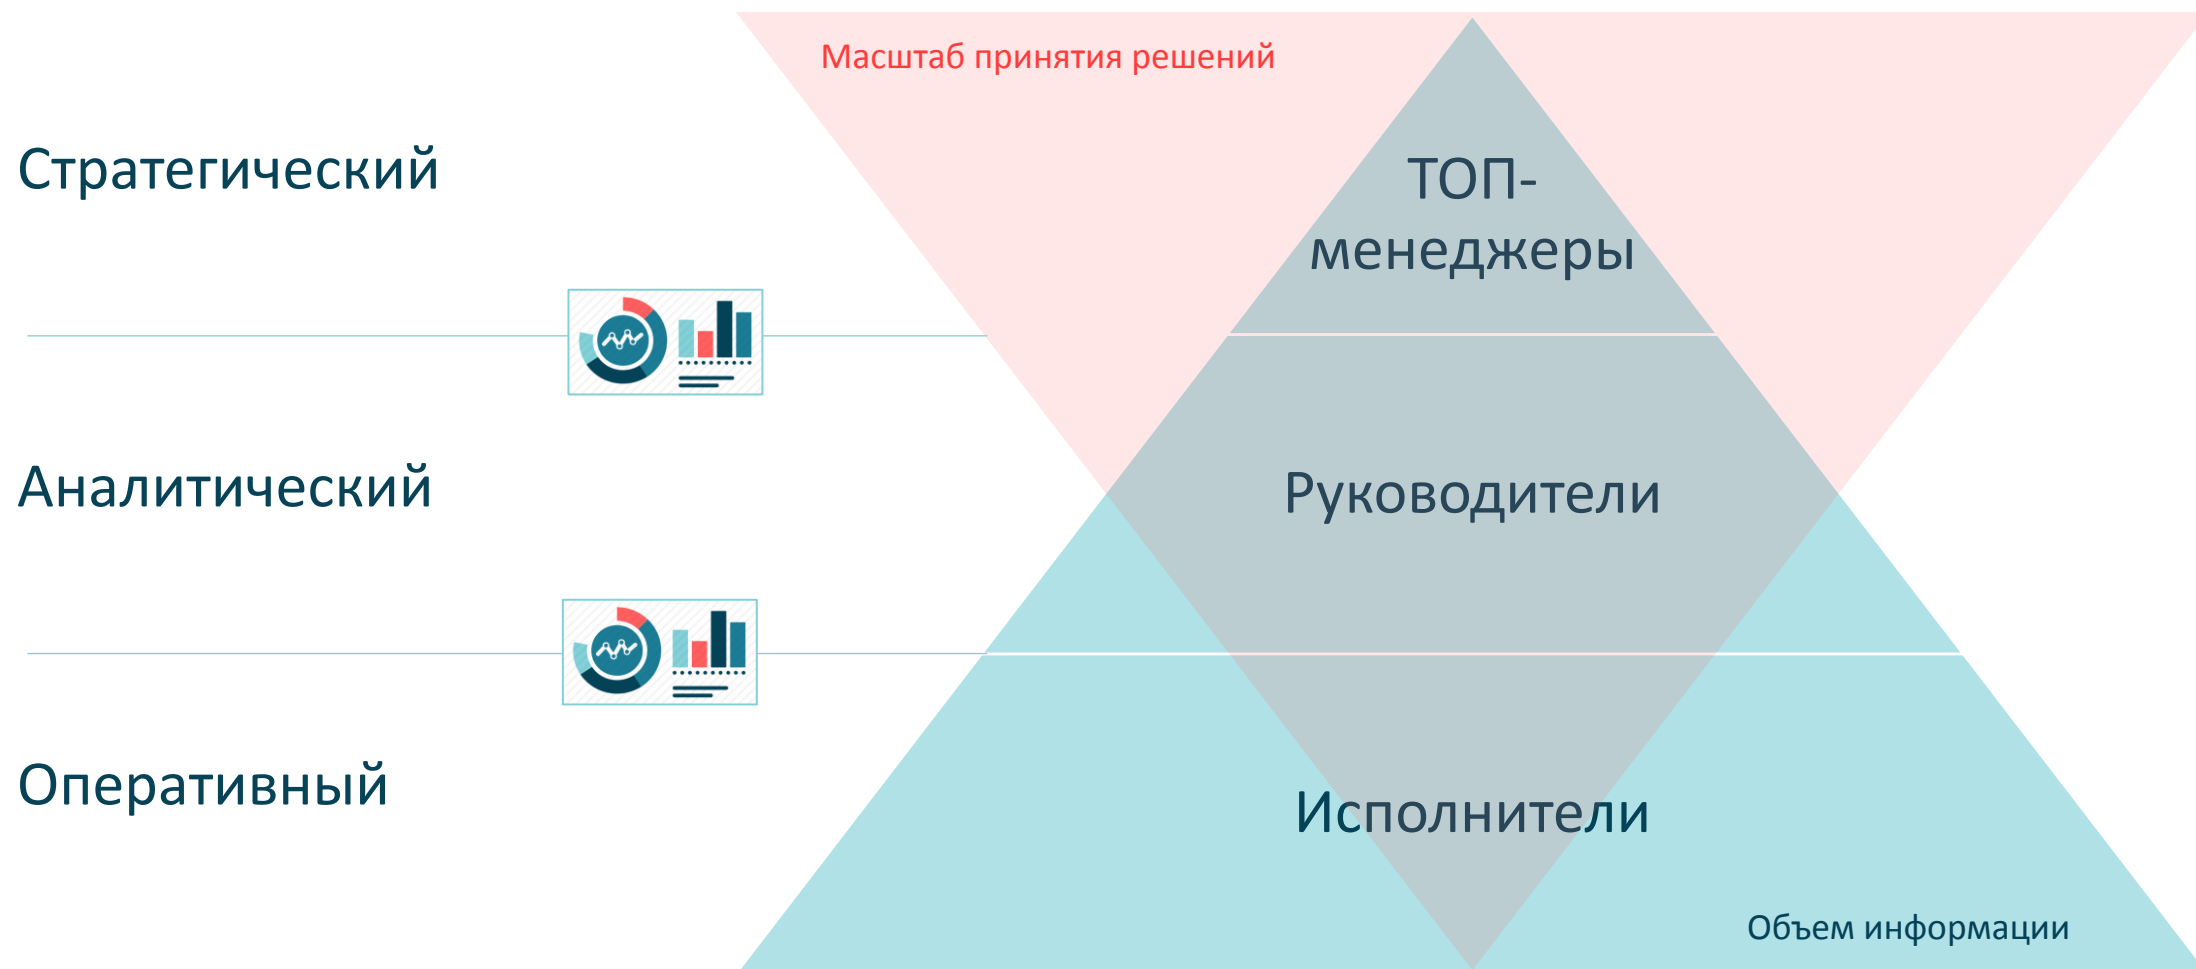 Масштаб принятия решений
Стратегический
ТОП-
менеджеры
Аналитический
Руководители
Оперативный
Исполнители
Объем информации